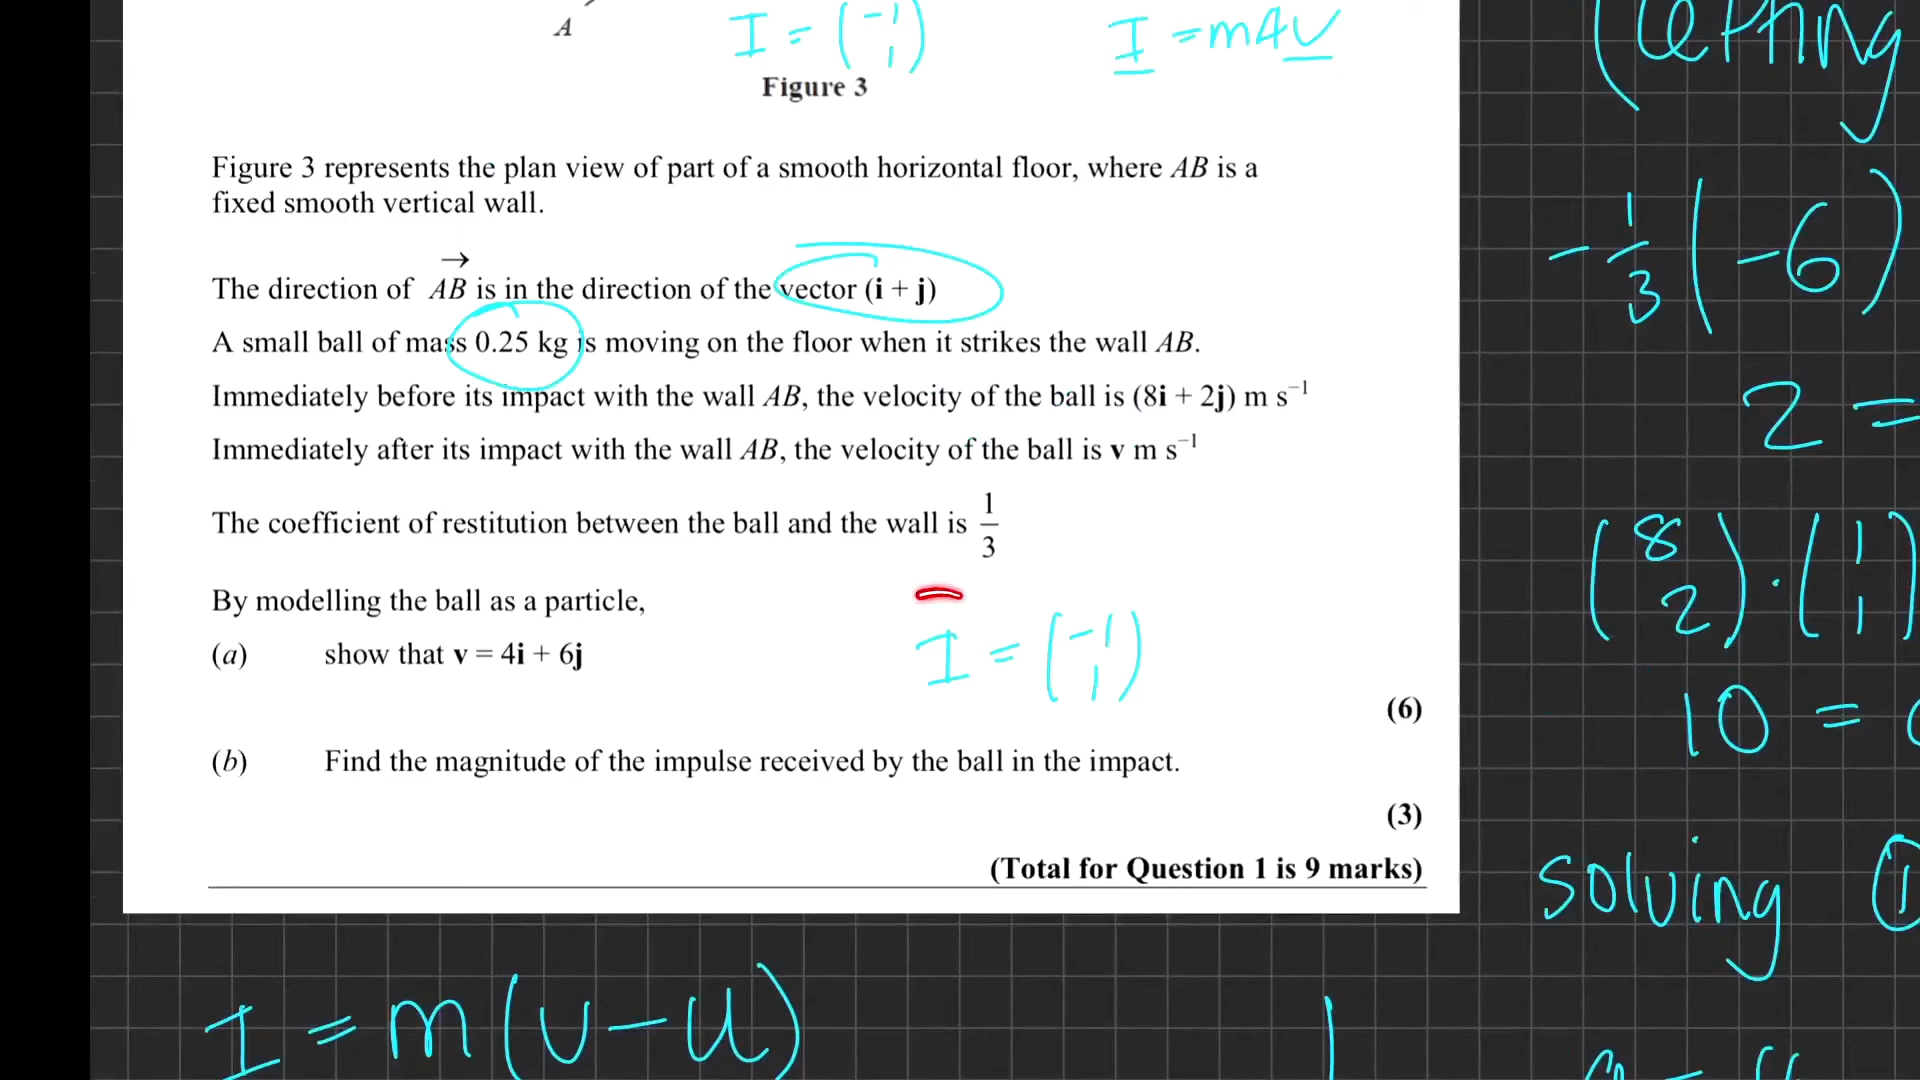 A
I = (-1 1)
I = m4v
(letting
Figure 3
Figure 3 represents the plan view of part of a smooth horizontal floor, where AB is a
fixed smooth vertical wall.
The direction of AB→ is in the direction of the vector (i + j)
A small ball of mass 0.25 kg is moving on the floor when it strikes the wall AB.
Immediately before its impact with the wall AB, the velocity of the ball is (8i + 2j) m s⁻¹
Immediately after its impact with the wall AB, the velocity of the ball is v m s⁻¹
The coefficient of restitution between the ball and the wall is 1/3
By modelling the ball as a particle,
I = (-1 1)
(a) show that v = 4i + 6j
(6)
(b) Find the magnitude of the impulse received by the ball in the impact.
(3)
(Total for Question 1 is 9 marks)
-1/3 (-6)
2 =
(8 2) · (1 1)
10 =
solving ①
I = m(v - u)